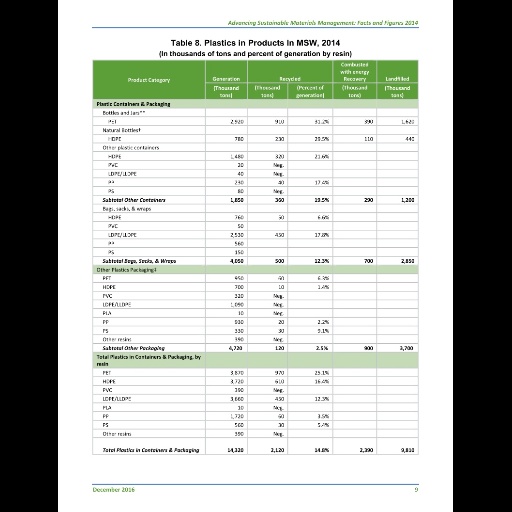 Advancing Sustainable Materials Management: Facts and Figures 2014
Table 8. Plastics in Products in MSW, 2014
(In thousands of tons and percent of generation by resin)
Product Category Generation Recycled Combusted with energy Recovery Landfilled
(Thousand tons) (Thousand tons) (Percent of generation) (Thousand tons) (Thousand tons)
Plastic Containers & Packaging
Bottles and Jars**
PET 2,920 910 31.2% 390 1,620
Natural Bottles†
HDPE 780 230 29.5% 110 440
Other plastic containers
HDPE 1,480 320 21.6%
PVC 20 Neg.
LDPE/LLDPE 40 Neg.
PP 230 40 17.4%
PS 80 Neg.
Subtotal Other Containers 1,850 360 19.5% 290 1,200
Bags, sacks, & wraps
HDPE 760 50 6.6%
PVC 50
LDPE/LLDPE 2,530 450 17.8%
PP 560
PS 150
Subtotal Bags, Sacks, & Wraps 4,050 500 12.3% 700 2,850
Other Plastics Packaging‡
PET 950 60 6.3%
HDPE 700 10 1.4%
PVC 320 Neg.
LDPE/LLDPE 1,090 Neg.
PLA 10 Neg.
PP 930 20 2.2%
PS 330 30 9.1%
Other resins 390 Neg.
Subtotal Other Packaging 4,720 120 2.5% 900 3,700
Total Plastics in Containers & Packaging, by
resin
PET 3,870 970 25.1%
HDPE 3,720 610 16.4%
PVC 390 Neg.
LDPE/LLDPE 3,660 450 12.3%
PLA 10 Neg.
PP 1,720 60 3.5%
PS 560 30 5.4%
Other resins 390 Neg.
Total Plastics in Containers & Packaging 14,320 2,120 14.8% 2,390 9,810
December 2016 9